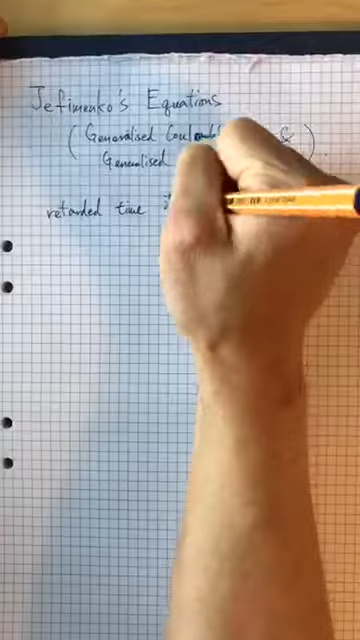 Jefimenko's Equations
( Generalised Coulomb )
Generalised
retarded time